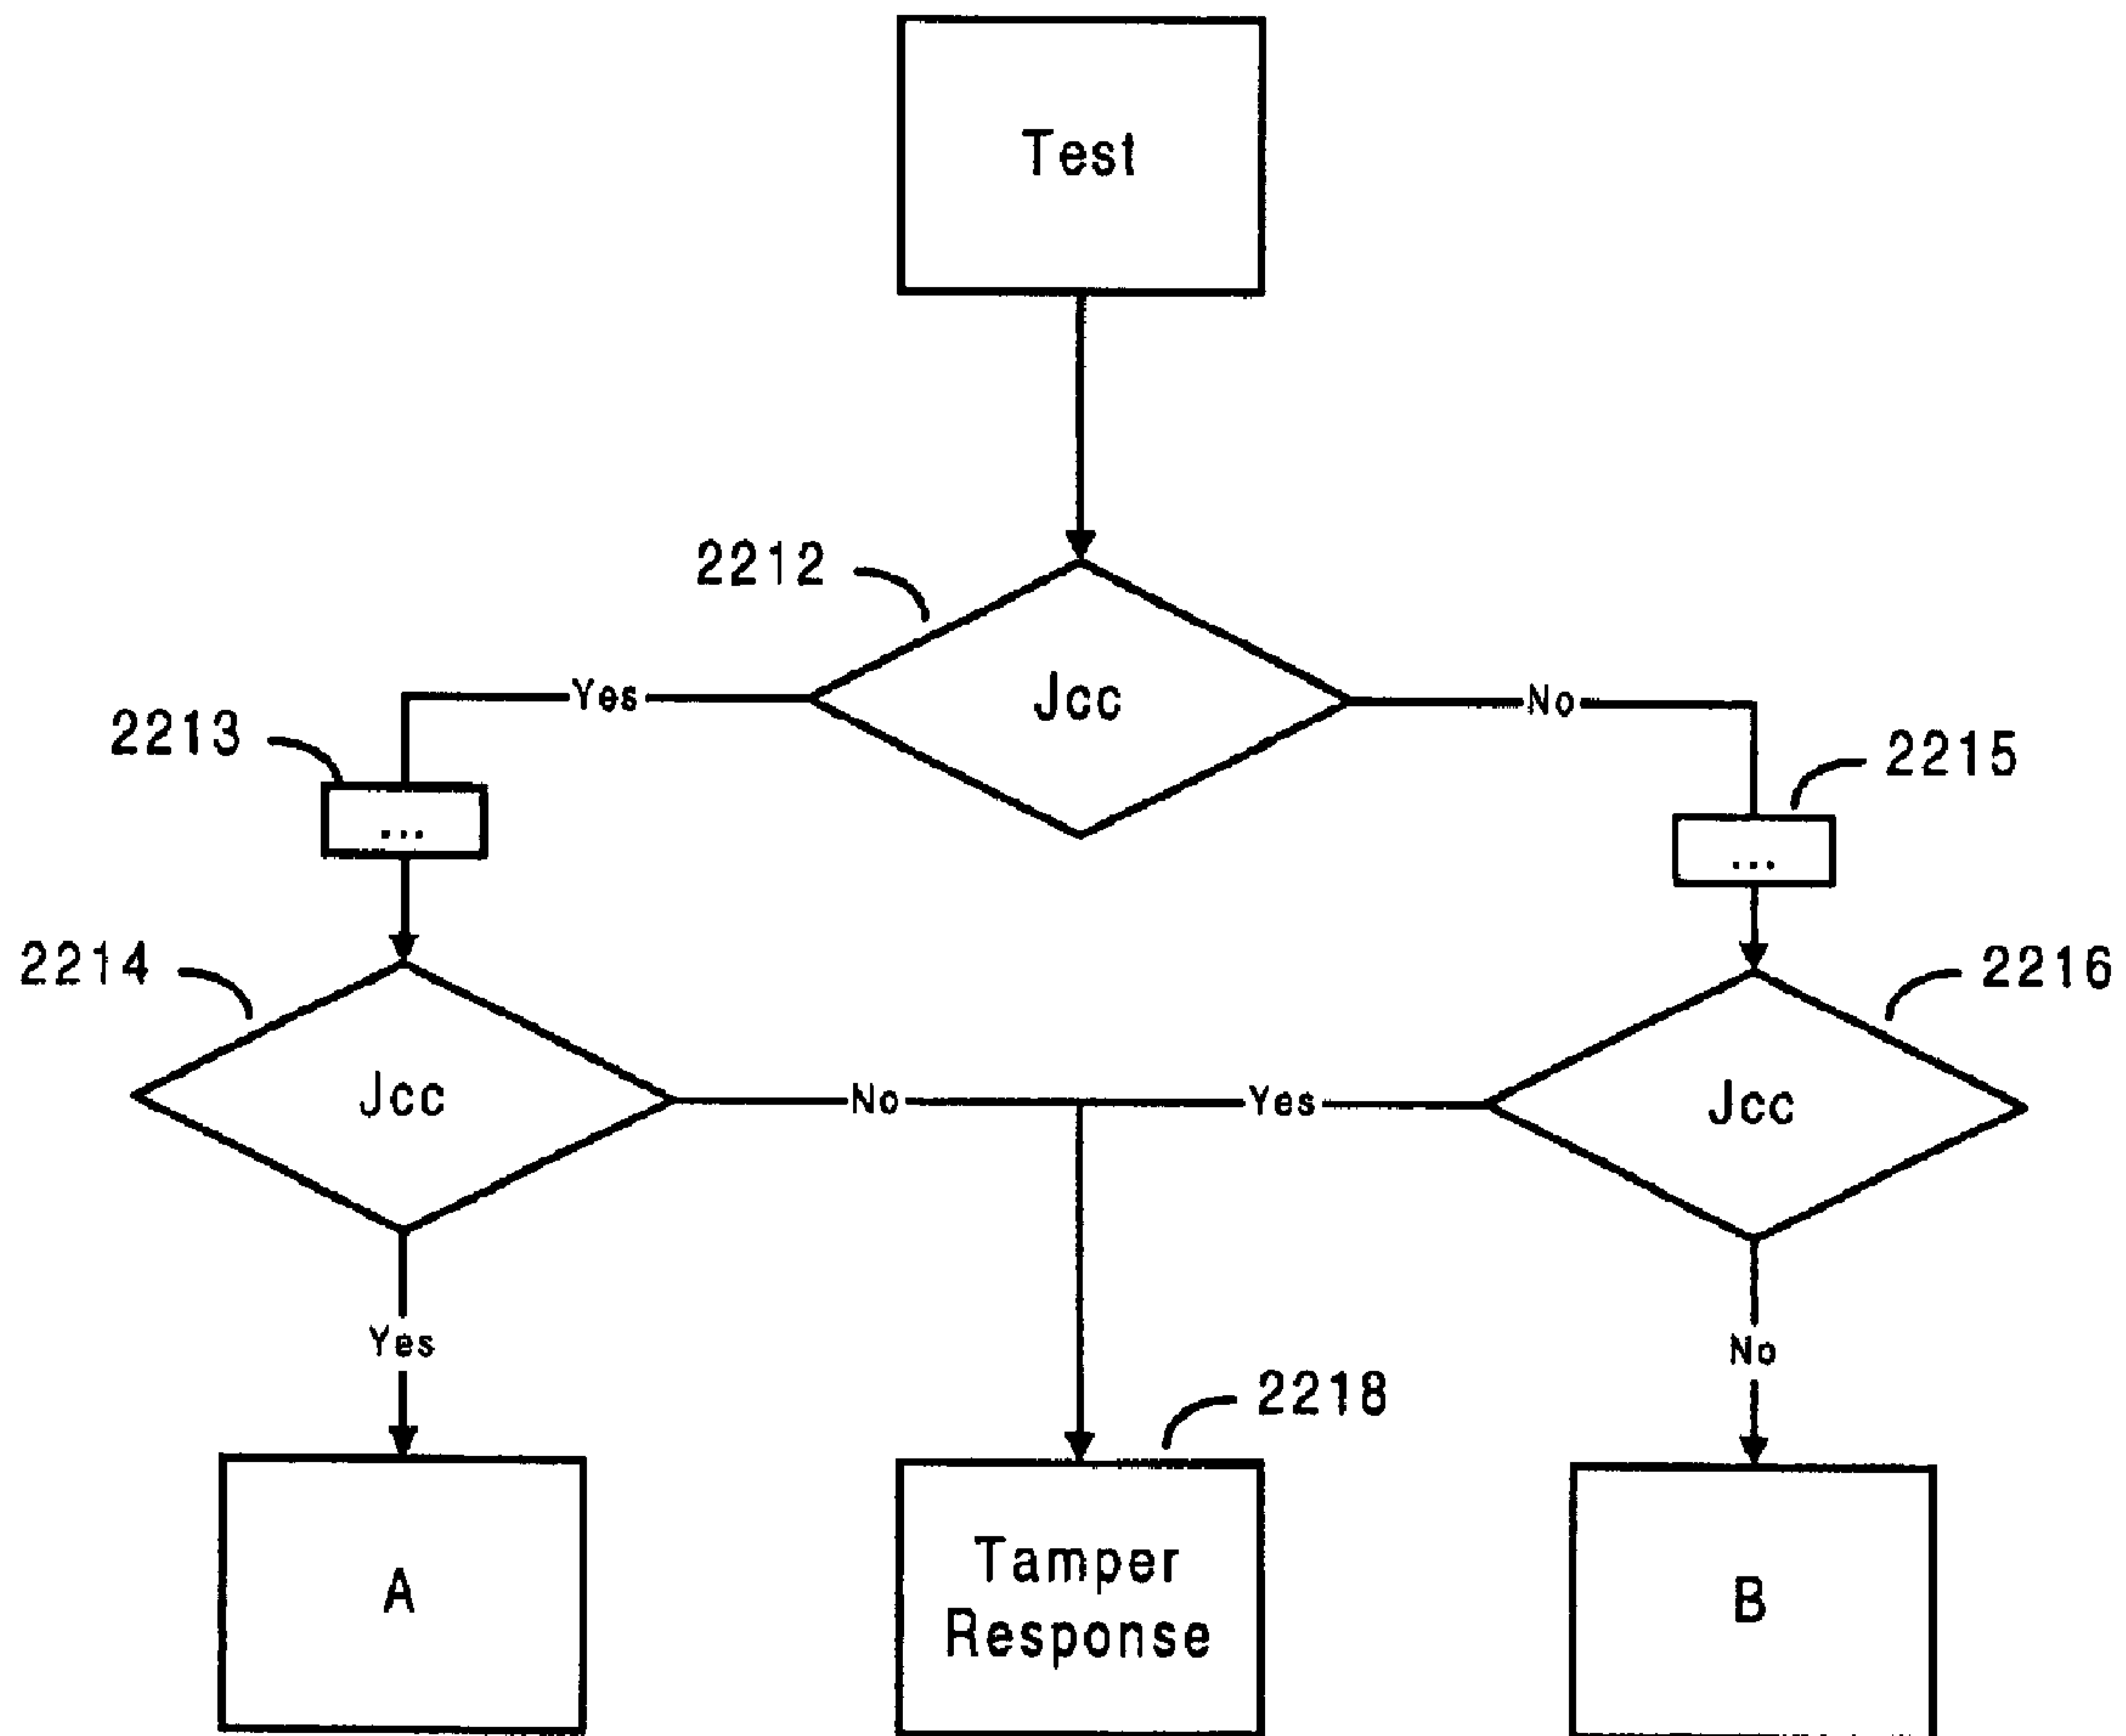 Test
2212
Jcc
Yes
No
2213
...
2215
...
2214
Jcc
No
Yes
2216
Jcc
Yes
No
2218
A
Tamper
Response
B